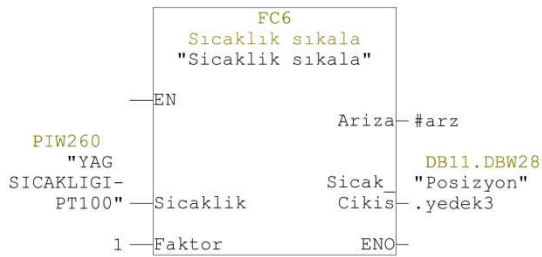 FC6
Sıcaklık sıkala
"Sicaklik sıkala"
EN
Ariza
#arz
PIW260
"YAG
SICAKLIGI-
PT100"
Sicaklik
Sicak_
Cikis
DB11.DBW28
"Posizyon"
.yedek3
1
Faktor
ENO